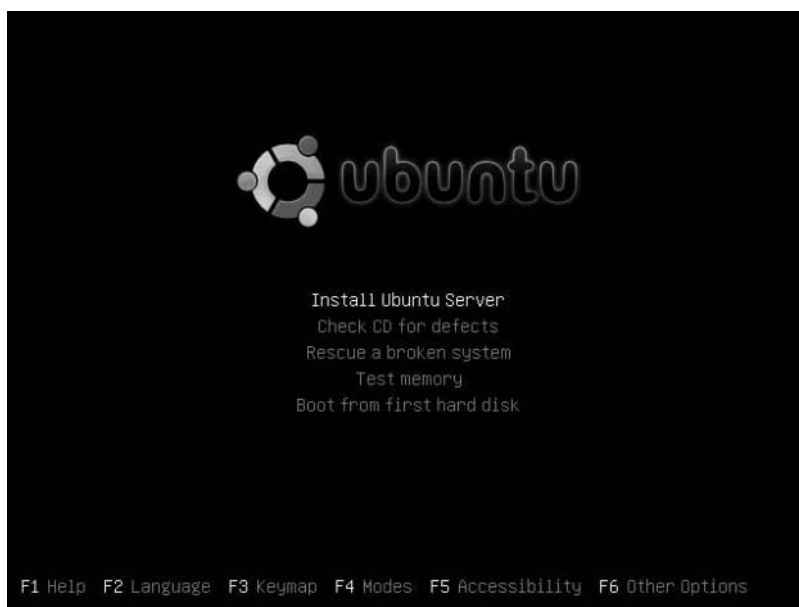 ubuntu
Install Ubuntu Server
Check CD for defects
Rescue a broken system
Test memory
Boot from first hard disk
F1 Help F2 Language F3 Keymap F4 Modes F5 Accessibility F6 Other Options